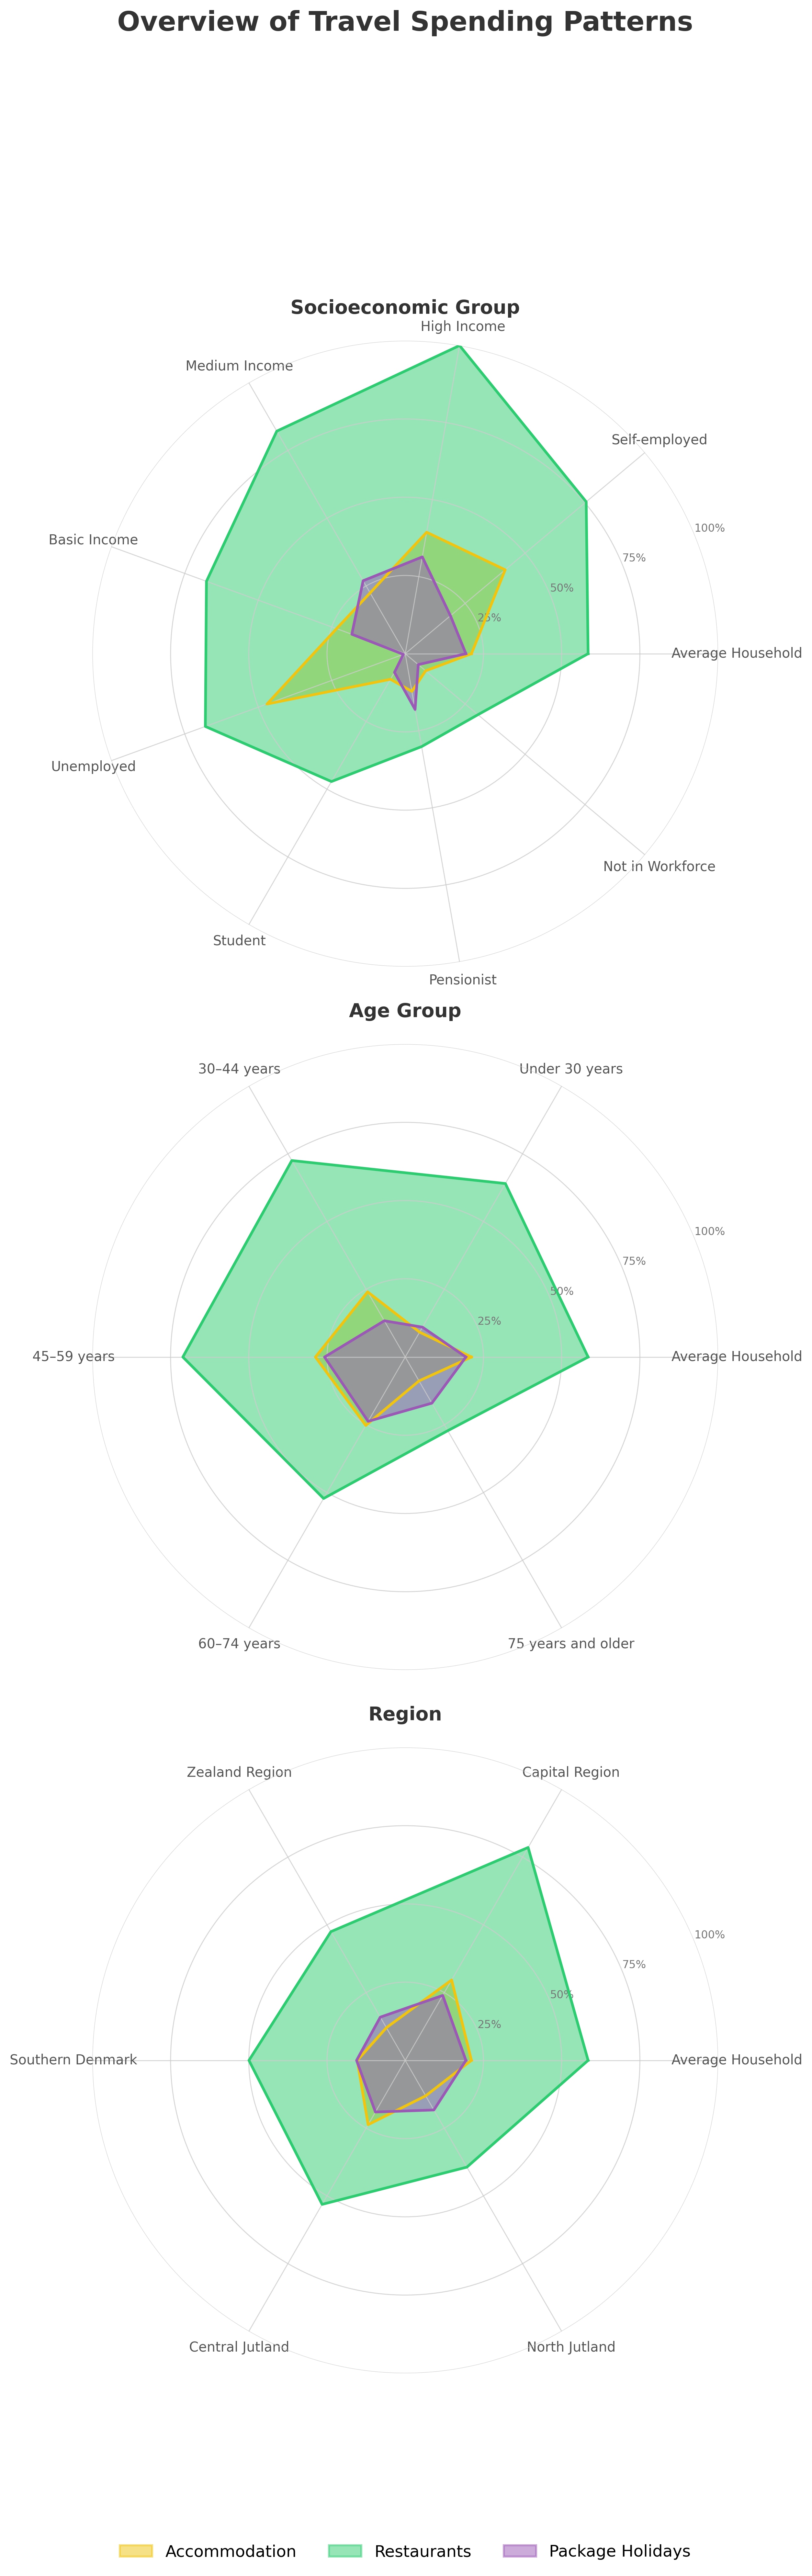 Overview of Travel Spending Patterns
Socioeconomic Group
High Income
Medium Income
Self-employed
100%
Basic Income
75%
50%
25%
Average Household
Unemployed
Not in Workforce
Student
Pensionist
Age Group
30–44 years
Under 30 years
100%
75%
50%
25%
45–59 years
Average Household
60–74 years
75 years and older
Region
Zealand Region
Capital Region
100%
75%
50%
25%
Southern Denmark
Average Household
Central Jutland
North Jutland
Accommodation
Restaurants
Package Holidays